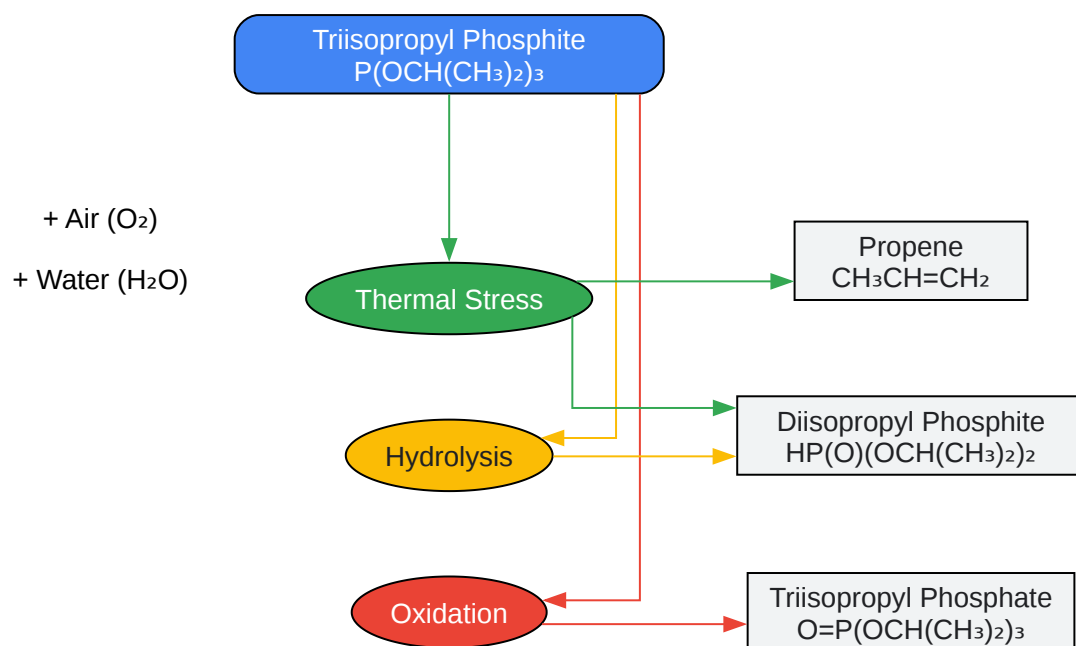 Triisopropyl Phosphite
P(OCH(CH₃)₂)₃
+ Air (O₂)
+ Water (H₂O)
Thermal Stress
Propene
CH₃CH=CH₂
Hydrolysis
Diisopropyl Phosphite
HP(O)(OCH(CH₃)₂)₂
Oxidation
Triisopropyl Phosphate
O=P(OCH(CH₃)₂)₃